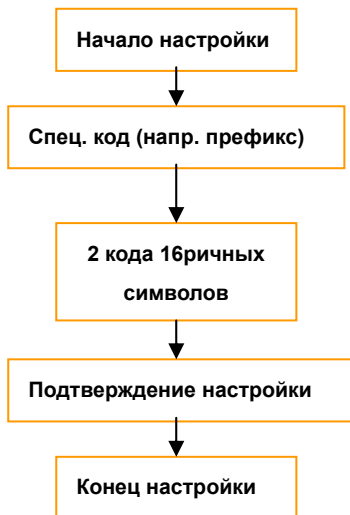 Начало настройки
Спец. код (напр. префикс)
2 кода 16ричных
символов
Подтверждение настройки
Конец настройки